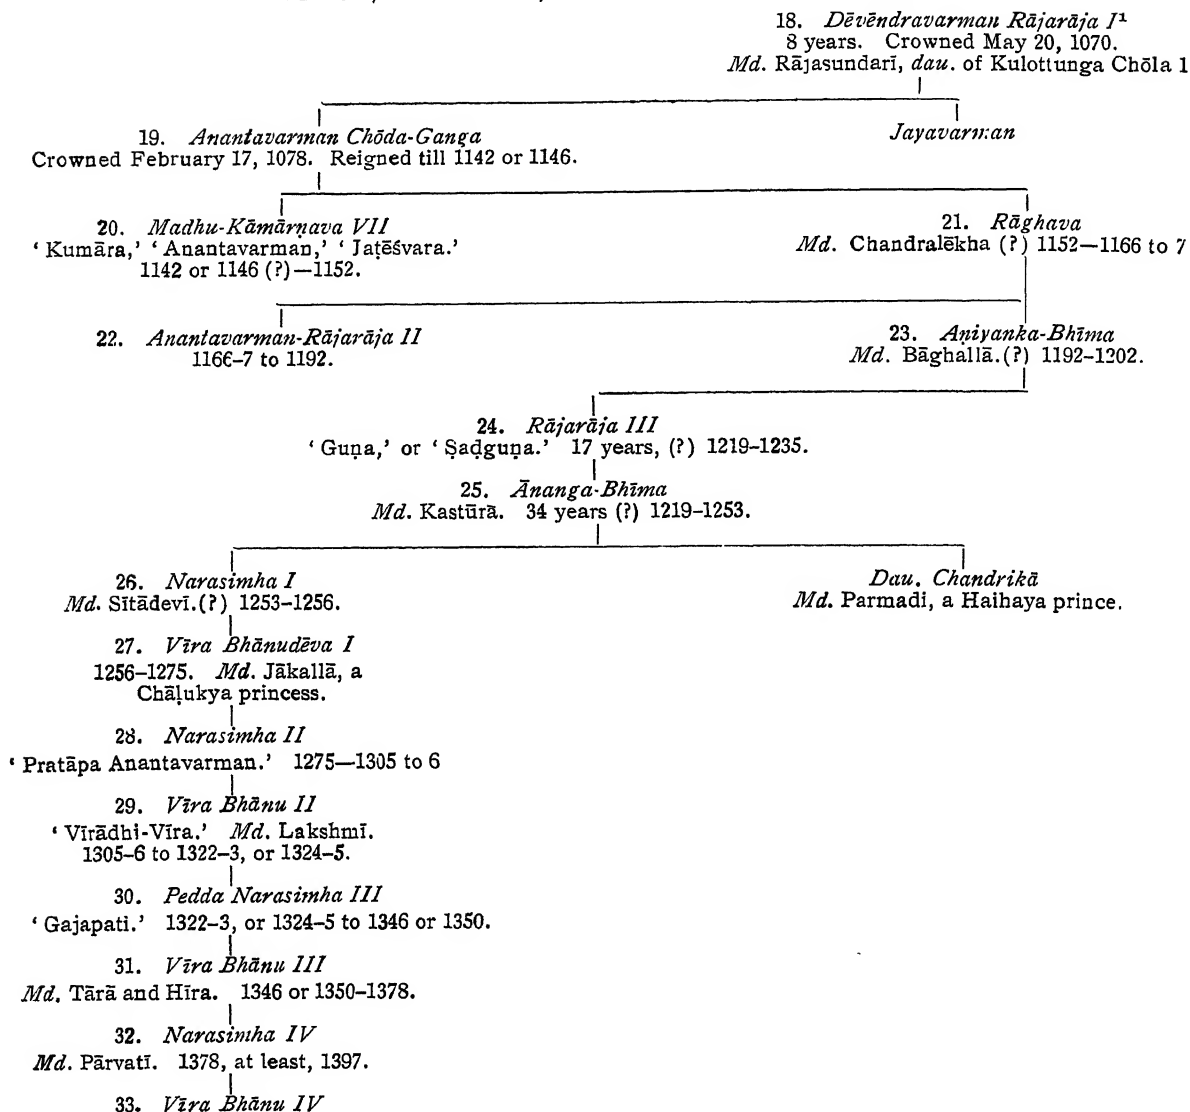 18. Dēvēndravarman Rājarāja I¹
8 years. Crowned May 20, 1070.
Md. Rājasundarī, dau. of Kulottunga Chōla 1
19. Anantavarman Chōda-Ganga
Crowned February 17, 1078. Reigned till 1142 or 1146.
Jayavarman
20. Madhu-Kāmārṇava VII
‘ Kumāra,’ ‘ Anantavarman,’ ‘ Jaṭēśvara.’
1142 or 1146 (?)—1152.
21. Rāghava
Md. Chandralēkha (?) 1152—1166 to 7
22. Anantavarman-Rājarāja II
1166–7 to 1192.
23. Aṇiyanka-Bhīma
Md. Bāghallā.(?) 1192–1202.
24. Rājarāja III
‘ Guṇa,’ or ‘ Ṣaḍguṇa.’ 17 years, (?) 1219–1235.
25. Ānanga-Bhīma
Md. Kastūrā. 34 years (?) 1219–1253.
26. Narasimha I
Md. Sītādevī.(?) 1253–1256.
Dau. Chandrikā
Md. Parmadi, a Haihaya prince.
27. Vīra Bhānudēva I
1256–1275. Md. Jākallā, a
Chāḷukya princess.
28. Narasimha II
‘ Pratāpa Anantavarman.’ 1275—1305 to 6
29. Vīra Bhānu II
‘ Vīrādhi-Vīra.’ Md. Lakshmī.
1305–6 to 1322–3, or 1324–5.
30. Pedda Narasimha III
‘ Gajapati.’ 1322–3, or 1324–5 to 1346 or 1350.
31. Vīra Bhānu III
Md. Tārā and Hīra. 1346 or 1350–1378.
32. Narasimha IV
Md. Pārvatī. 1378, at least, 1397.
33. Vīra Bhānu IV